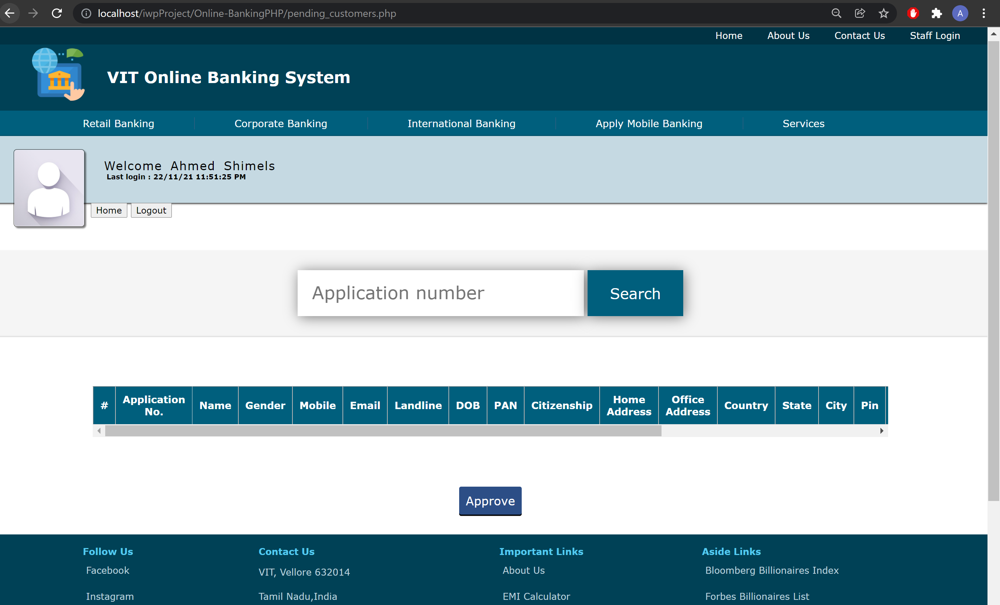 localhost/iwpProject/Online-BankingPHP/pending_customers.php
A
Home About Us Contact Us Staff Login
VIT Online Banking System
Retail Banking Corporate Banking International Banking Apply Mobile Banking Services
Welcome Ahmed Shimels
Last login : 22/11/21 11:51:25 PM
Home Logout
Application number Search
# Application No. Name Gender Mobile Email Landline DOB PAN Citizenship Home Address Office Address Country State City Pin
Approve
Follow Us Contact Us Important Links Aside Links
Facebook VIT, Vellore 632014 About Us Bloomberg Billionaires Index
Instagram Tamil Nadu,India EMI Calculator Forbes Billionaires List